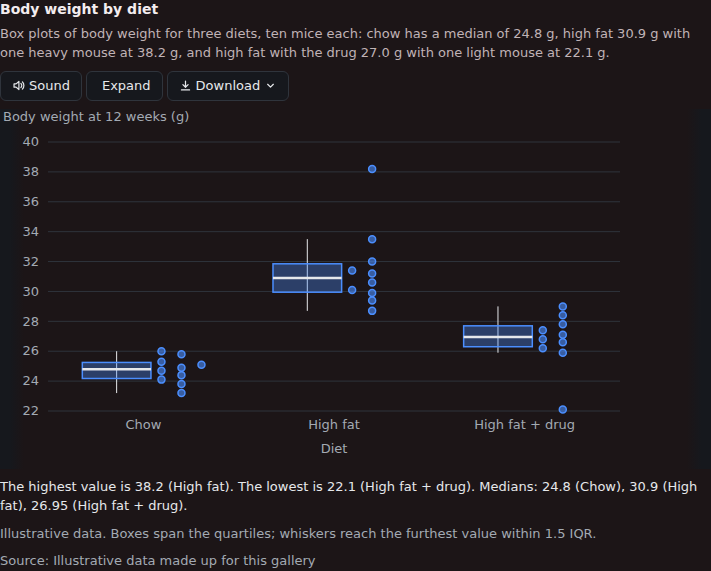 Body weight by diet
Box plots of body weight for three diets, ten mice each: chow has a median of 24.8 g, high fat 30.9 g with
one heavy mouse at 38.2 g, and high fat with the drug 27.0 g with one light mouse at 22.1 g.
Sound Expand Download
Body weight at 12 weeks (g)
40
38
36
34
32
30
28
26
24
22
Chow High fat High fat + drug
Diet
The highest value is 38.2 (High fat). The lowest is 22.1 (High fat + drug). Medians: 24.8 (Chow), 30.9 (High
fat), 26.95 (High fat + drug).
Illustrative data. Boxes span the quartiles; whiskers reach the furthest value within 1.5 IQR.
Source: Illustrative data made up for this gallery